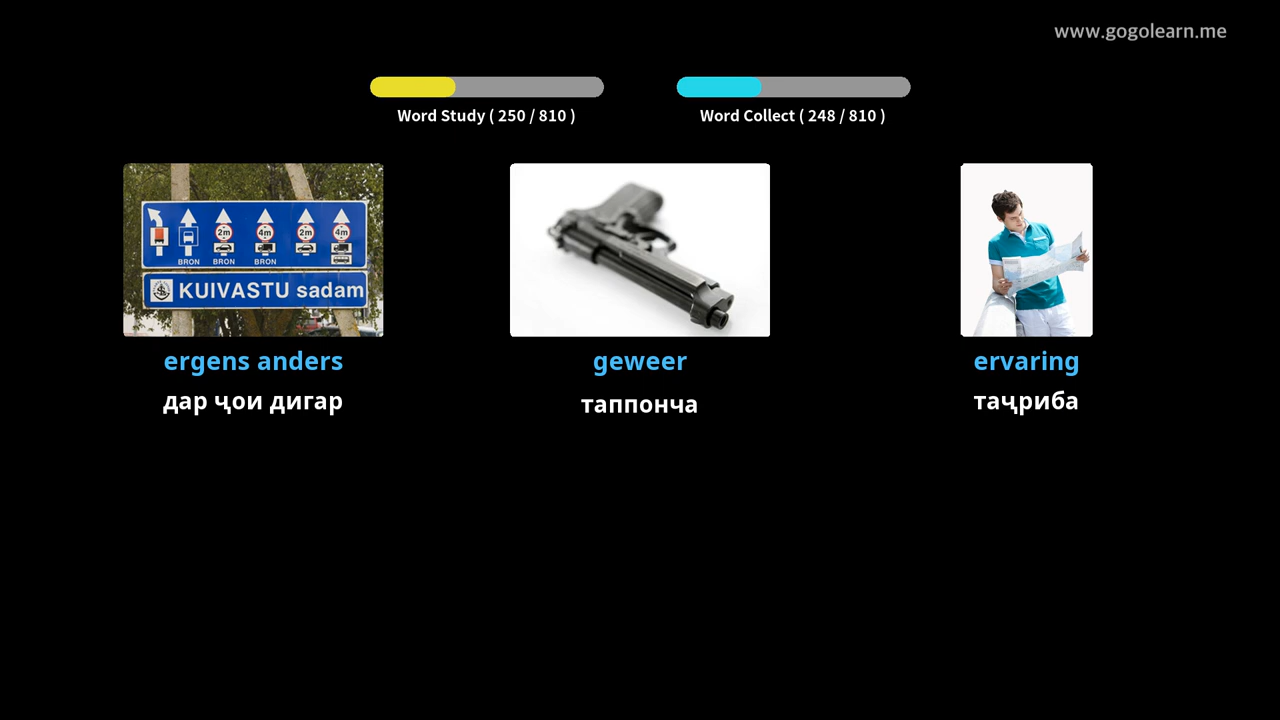 www.gogolearn.me
Word Study ( 250 / 810 )
Word Collect ( 248 / 810 )
2m 4m 2m 4m
BRON BRON BRON
KUIVASTU sadam
ergens anders
дар ҷои дигар
geweer
таппонча
ervaring
таҷриба